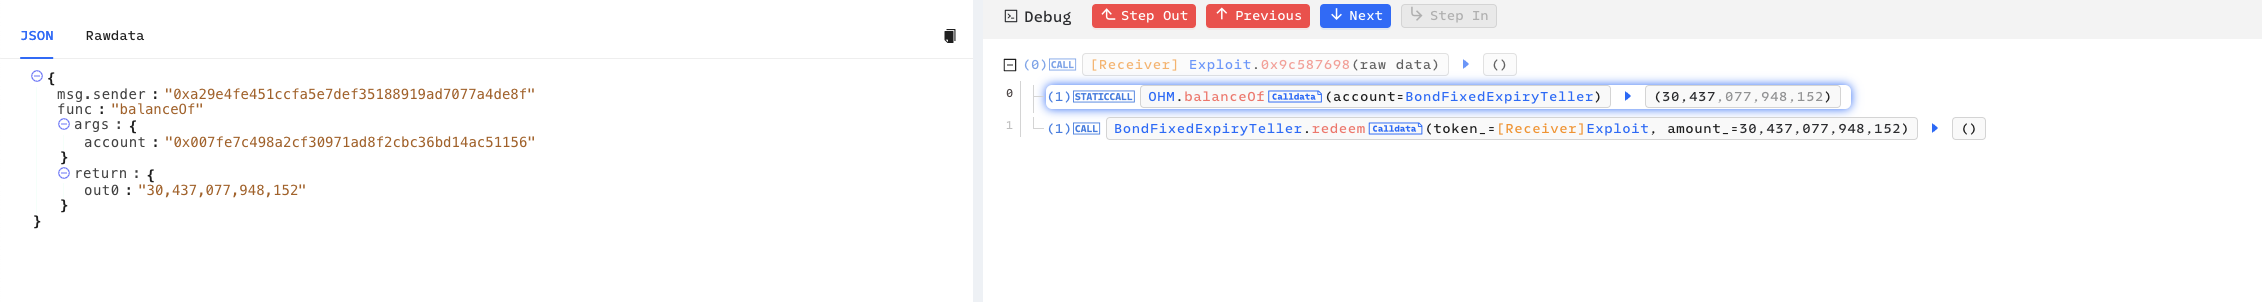 JSON Rawdata
{
msg.sender : "0xa29e4fe451ccfa5e7def35188919ad7077a4de8f"
func : "balanceOf"
args : {
account : "0x007fe7c498a2cf30971ad8f2cbc36bd14ac51156"
}
return : {
out0 : "30,437,077,948,152"
}
}
Debug Step Out Previous Next Step In
(0) CALL [Receiver] Exploit.0x9c587698(raw data) ()
0 (1) STATICCALL OHM.balanceOf Calldata (account=BondFixedExpiryTeller) (30,437,077,948,152)
1 (1) CALL BondFixedExpiryTeller.redeem Calldata (token_=[Receiver]Exploit, amount_=30,437,077,948,152) ()